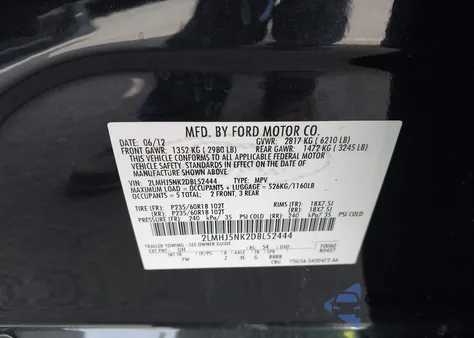 MFD. BY FORD MOTOR CO.
DATE: 06/12 GVWR: 2817 KG ( 6210 LB)
FRONT GAWR: 1352 KG ( 2980 LB) REAR GAWR: 1472 KG ( 3245 LB)
THIS VEHICLE CONFORMS TO ALL APPLICABLE FEDERAL MOTOR
VEHICLE SAFETY STANDARDS IN EFFECT ON THE DATE OF
MANUFACTURE SHOWN ABOVE.
VEHICLE ID: 2LMHJ5NK2DBL52444 TYPE: MPV
MAXIMUM LOAD = OCCUPANTS + LUGGAGE = 526KG/1160LB
OCCUPANTS: 5 TOTAL, 2 FRONT, 3 REAR
TIRE (FR): P235/60R18 102T RIMS (FR): 18X7.5J
(RR): P235/60R18 102T (RR): 18X7.5J
PRESSURE (FR): 240 kPa/ 35 PSI COLD (RR): 240 kPa/ 35 PSI COLD
2LMHJ5NK2DBL52444
TRAILER TOWING - SEE OWNER GUIDE
UH